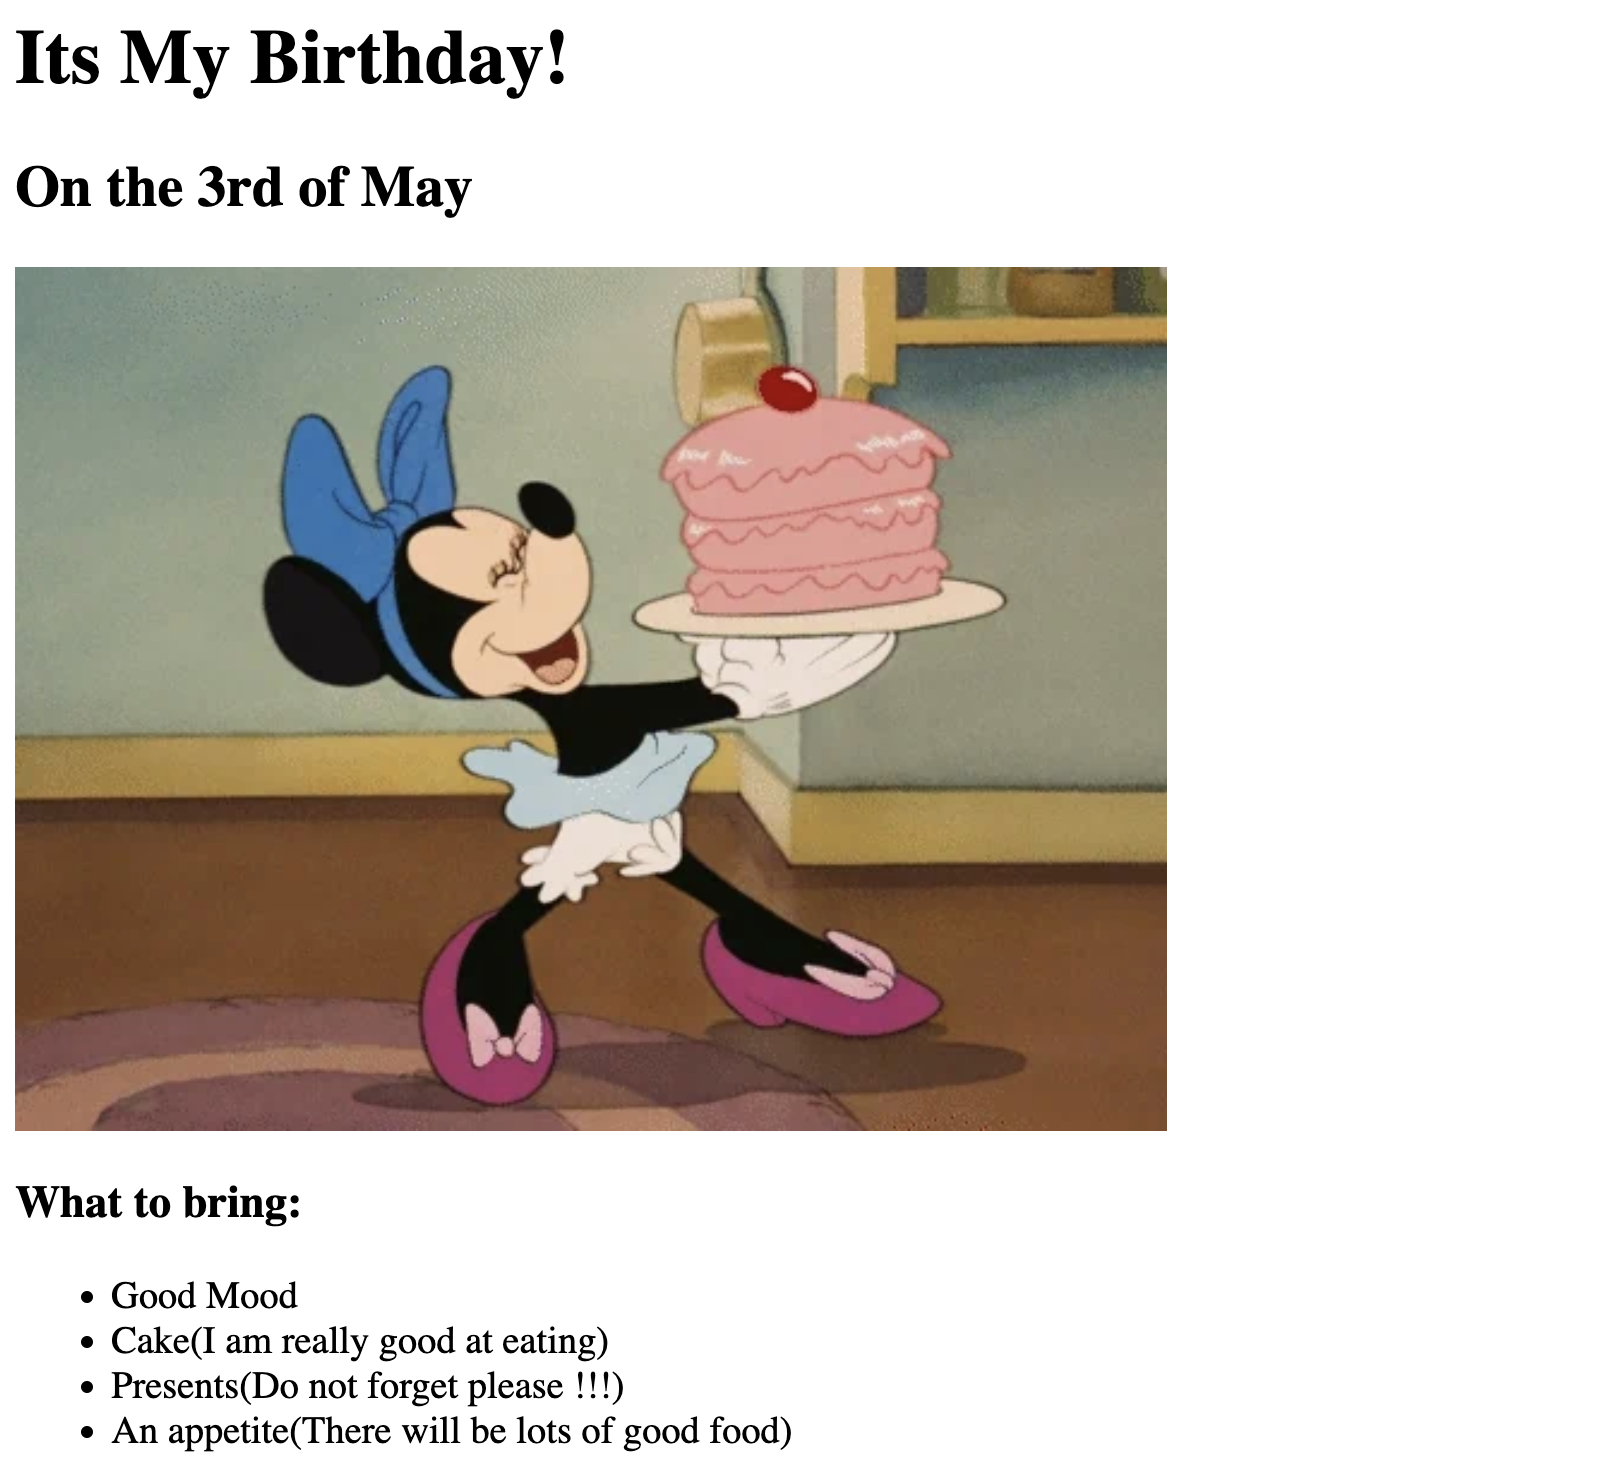 Its My Birthday!
On the 3rd of May
What to bring:
• Good Mood
• Cake(I am really good at eating)
• Presents(Do not forget please !!!)
• An appetite(There will be lots of good food)